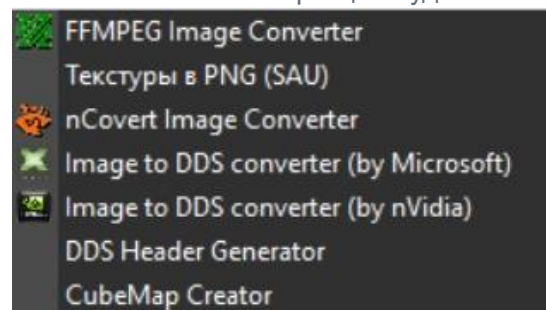 FFMPEG Image Converter
Текстуры в PNG (SAU)
nCovert Image Converter
Image to DDS converter (by Microsoft)
Image to DDS converter (by nVidia)
DDS Header Generator
CubeMap Creator